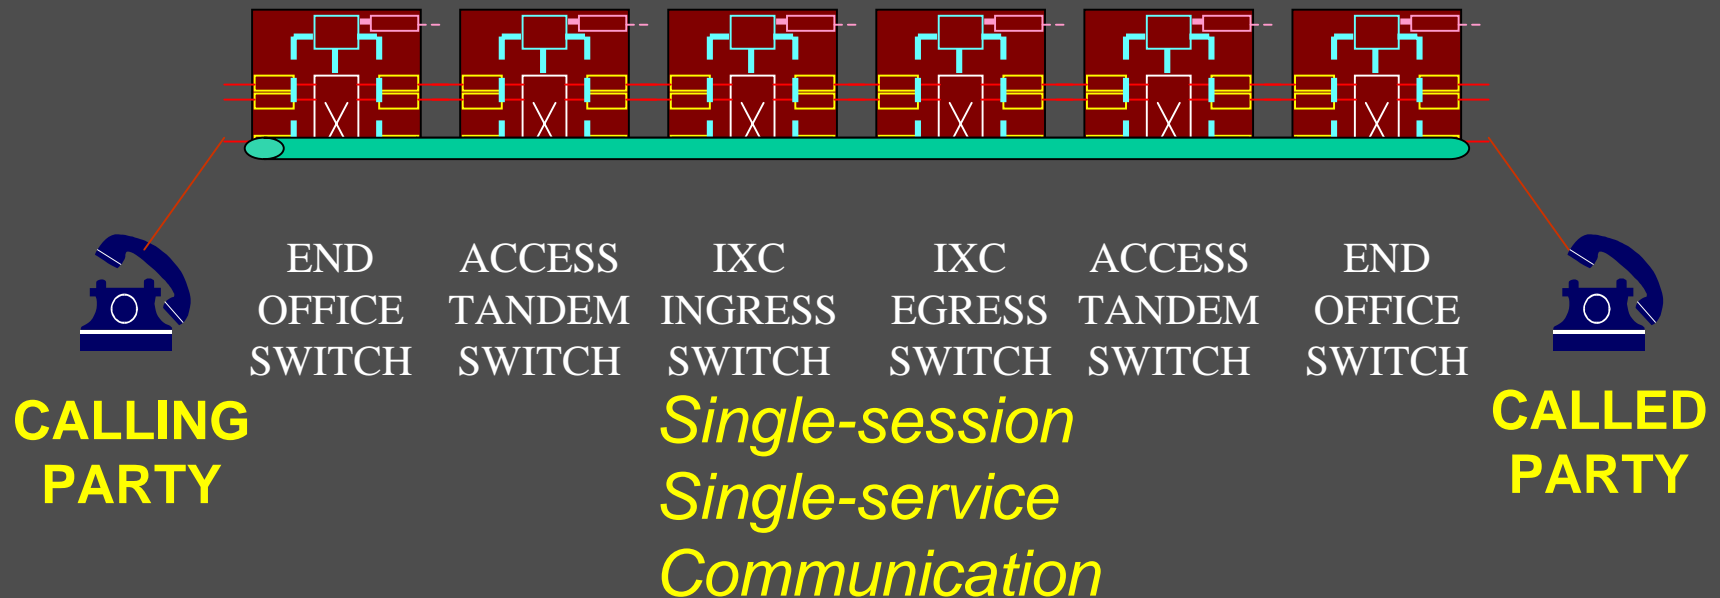 END
OFFICE
SWITCH
ACCESS
TANDEM
SWITCH
IXC
INGRESS
SWITCH
IXC
EGRESS
SWITCH
ACCESS
TANDEM
SWITCH
END
OFFICE
SWITCH
CALLING
PARTY
Single-session
Single-service
Communication
CALLED
PARTY